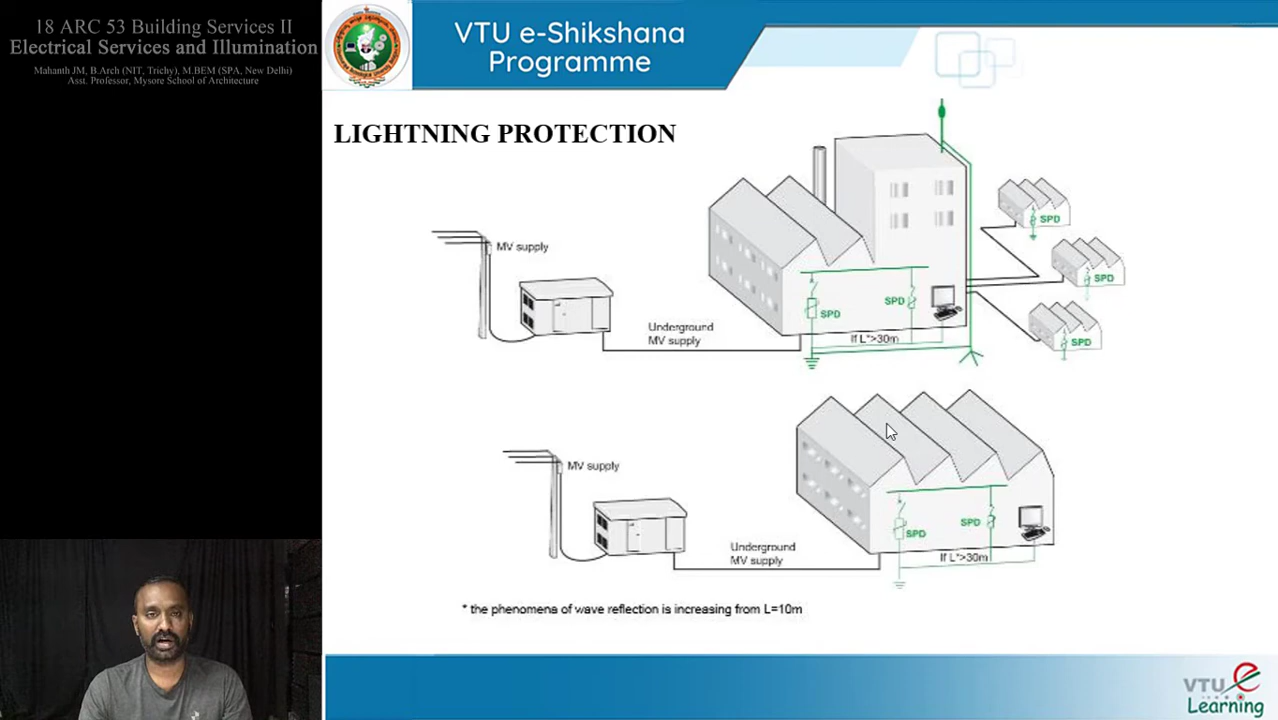 18 ARC 53 Building Services II
Electrical Services and Illumination
Mahanth JM, B.Arch (NIT, Trichy), M.BEM (SPA, New Delhi)
Asst. Professor, Mysore School of Architecture
VTU e-Shikshana
Programme
LIGHTNING PROTECTION
MV supply
Underground
MV supply
SPD
SPD
If L*>30m
SPD
SPD
SPD
MV supply
Underground
MV supply
SPD
SPD
If L*>30m
* the phenomena of wave reflection is increasing from L=10m
VTU
Learning